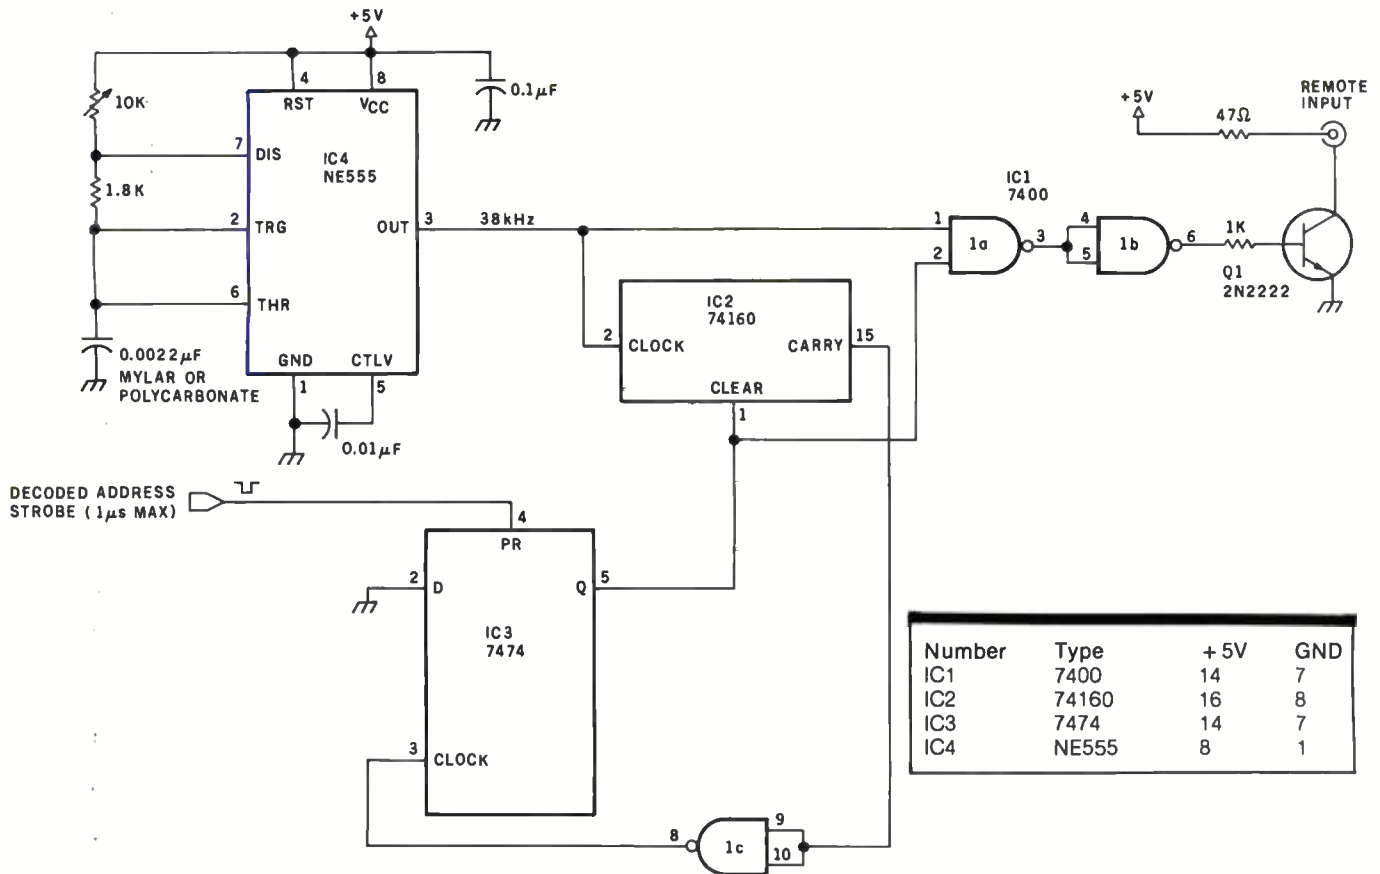 +5V
4
8
0.1µF
10K
RST
VCC
7
DIS
IC4
NE555
1.8K
2
TRG
OUT
3
38kHz
6
THR
0.0022µF
MYLAR OR
POLYCARBONATE
GND
CTLV
1
5
0.01µF
+5V
47Ω
REMOTE
INPUT
IC1
7400
1
2
1a
3
4
5
1b
6
1K
Q1
2N2222
IC2
74160
2
CLOCK
CARRY
15
CLEAR
1
DECODED ADDRESS
STROBE (1µs MAX)
4
PR
2
D
Q
5
IC3
7474
3
CLOCK
8
1c
9
10
Number Type +5V GND
IC1 7400 14 7
IC2 74160 16 8
IC3 7474 14 7
IC4 NE555 8 1